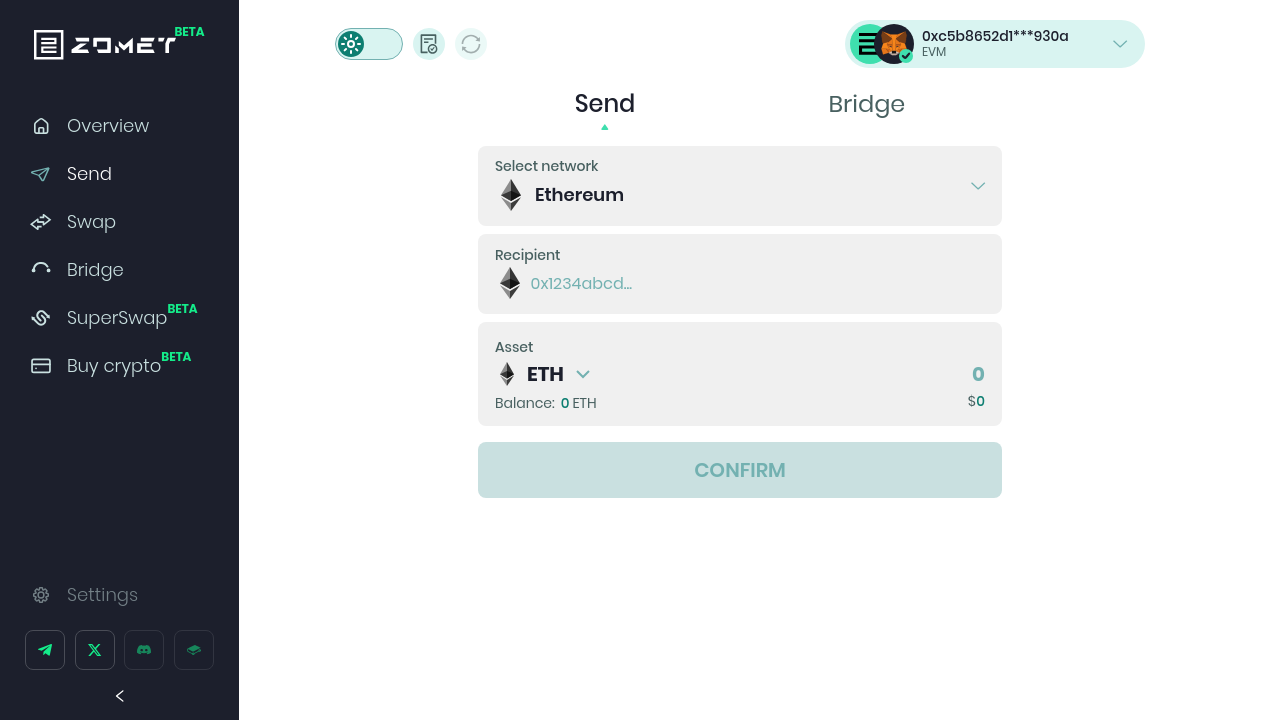 ZOMET BETA
Overview
Send
Swap
Bridge
SuperSwap BETA
Buy crypto BETA
Settings
0xc5b8652d1***930a
EVM
Send
Bridge
Select network
Ethereum
Recipient
0x1234abcd...
Asset
ETH
0
Balance: 0 ETH
$0
CONFIRM